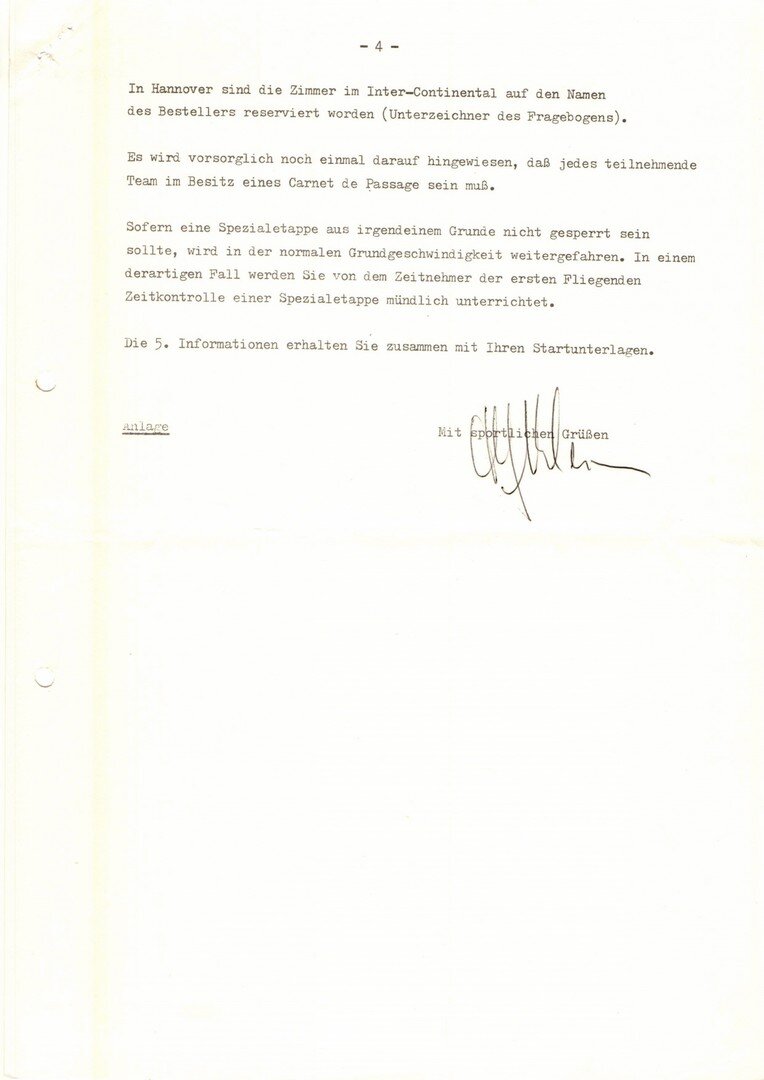 - 4 -
In Hannover sind die Zimmer im Inter-Continental auf den Namen
des Bestellers reserviert worden (Unterzeichner des Fragebogens).
Es wird vorsorglich noch einmal darauf hingewiesen, daß jedes teilnehmende
Team im Besitz eines Carnet de Passage sein muß.
Sofern eine Spezialetappe aus irgendeinem Grunde nicht gesperrt sein
sollte, wird in der normalen Grundgeschwindigkeit weitergefahren. In einem
derartigen Fall werden Sie von dem Zeitnehmer der ersten Fliegenden
Zeitkontrolle einer Spezialetappe mündlich unterrichtet.
Die 5. Informationen erhalten Sie zusammen mit Ihren Startunterlagen.
Anlage
Mit sportlichen Grüßen